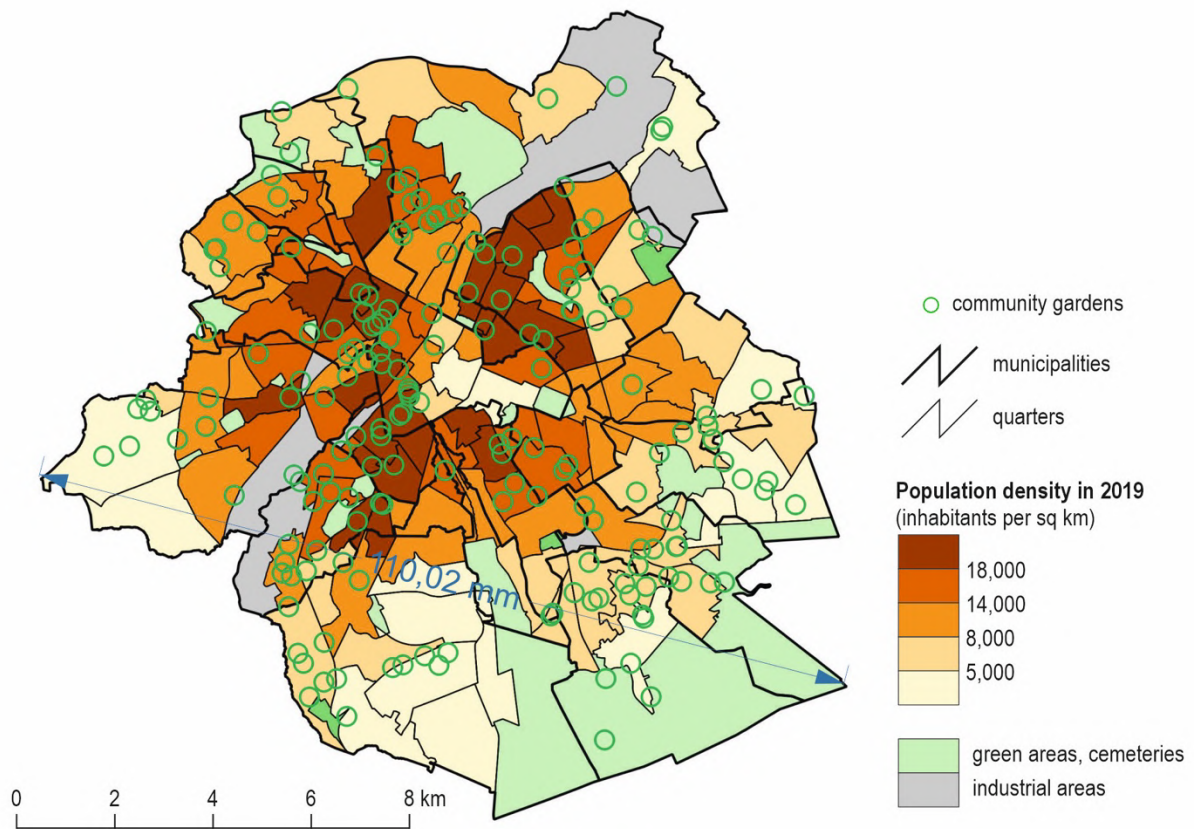 community gardens
municipalities
quarters
Population density in 2019
(inhabitants per sq km)
18,000
14,000
8,000
5,000
green areas, cemeteries
industrial areas
110,02 mm
0 2 4 6 8 km